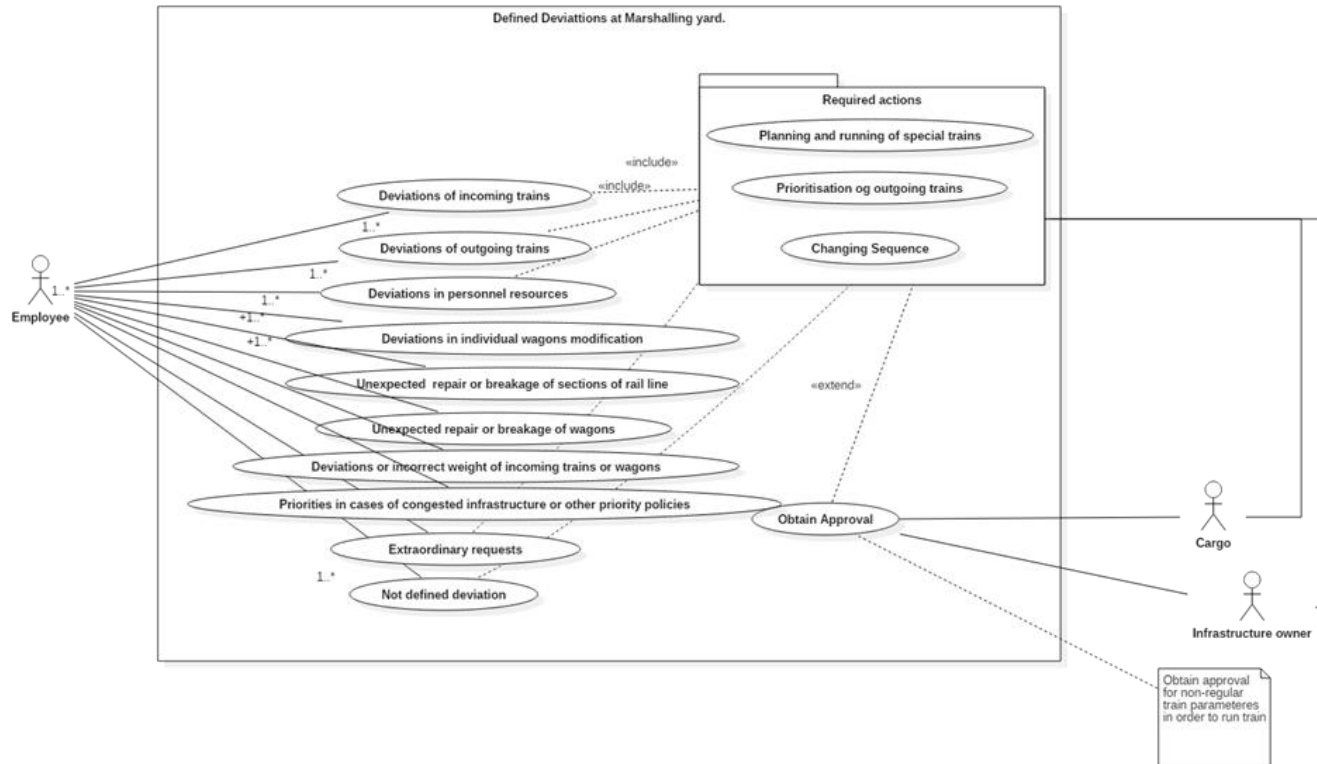 Defined Deviattions at Marshalling yard.
Required actions
Planning and running of special trains
«include»
Prioritisation og outgoing trains
«include»
Deviations of incoming trains
1..*
Deviations of outgoing trains
Changing Sequence
1..*
Deviations in personnel resources
1..*
1..*
Employee
+1..*
Deviations in individual wagons modification
+1..*
Unexpected repair or breakage of sections of rail line
«extend»
Unexpected repair or breakage of wagons
Deviations or incorrect weight of incoming trains or wagons
Priorities in cases of congested infrastructure or other priority policies
Obtain Approval
Cargo
Extraordinary requests
1..*
Not defined deviation
Infrastructure owner
Obtain approval
for non-regular
train parameteres
in order to run train